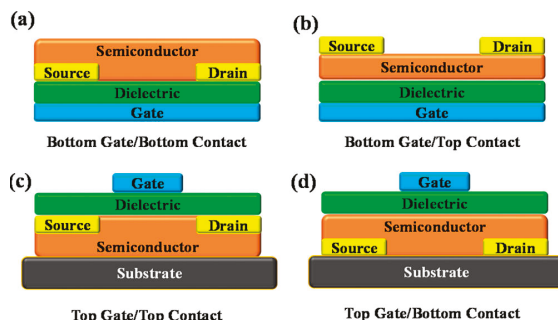 (a)
Semiconductor
Source Drain
Dielectric
Gate
Bottom Gate/Bottom Contact
(b)
Source Drain
Semiconductor
Dielectric
Gate
Bottom Gate/Top Contact
(c)
Gate
Dielectric
Source Drain
Semiconductor
Substrate
Top Gate/Top Contact
(d)
Gate
Dielectric
Semiconductor
Source Drain
Substrate
Top Gate/Bottom Contact